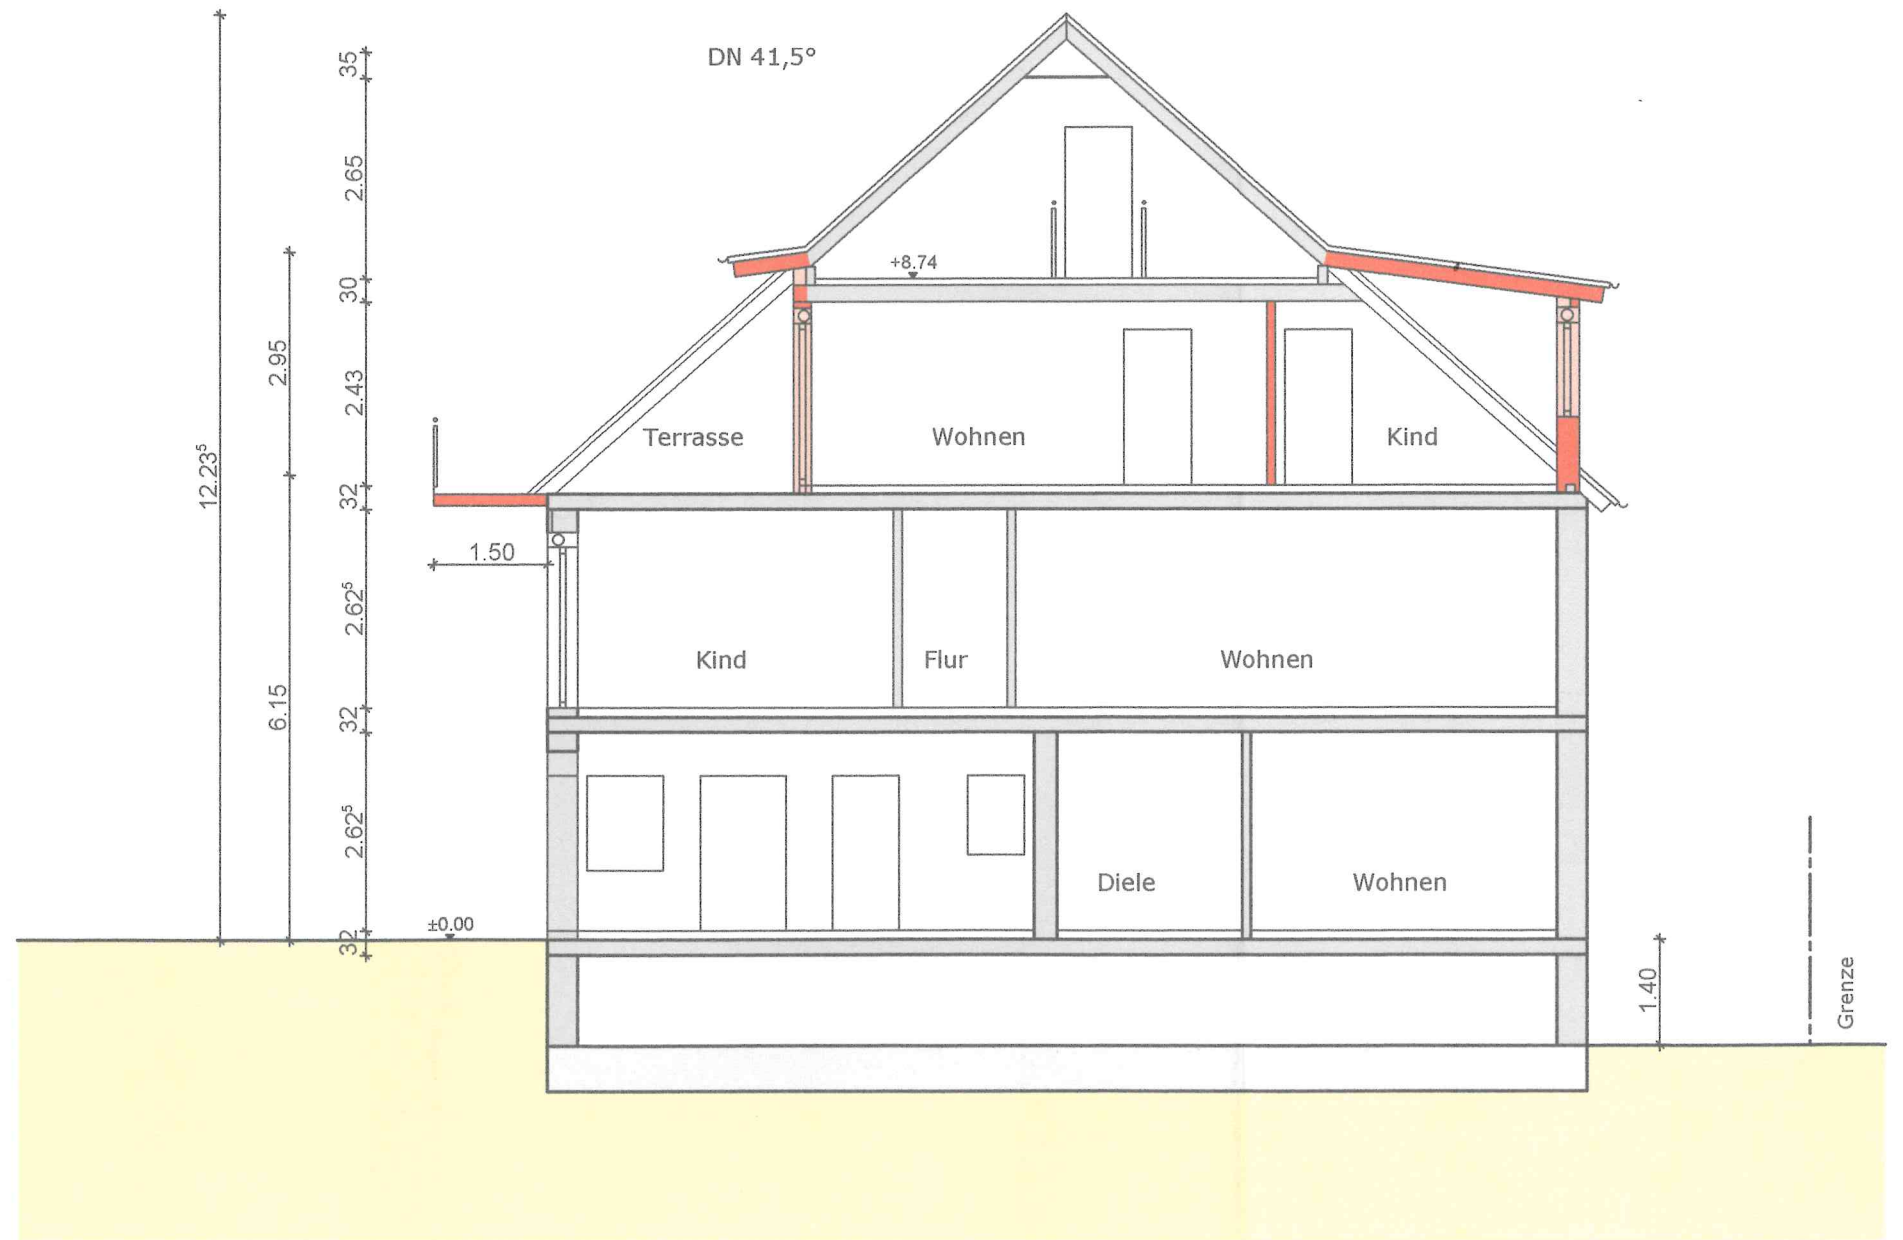 DN 41,5°
35
2.65
+8.74
30
2.95
2.43
12.23⁵
Terrasse
Wohnen
Kind
32
1.50
2.62⁵
Kind
Flur
Wohnen
6.15
32
2.62⁵
Diele
Wohnen
±0.00
32
1.40
Grenze